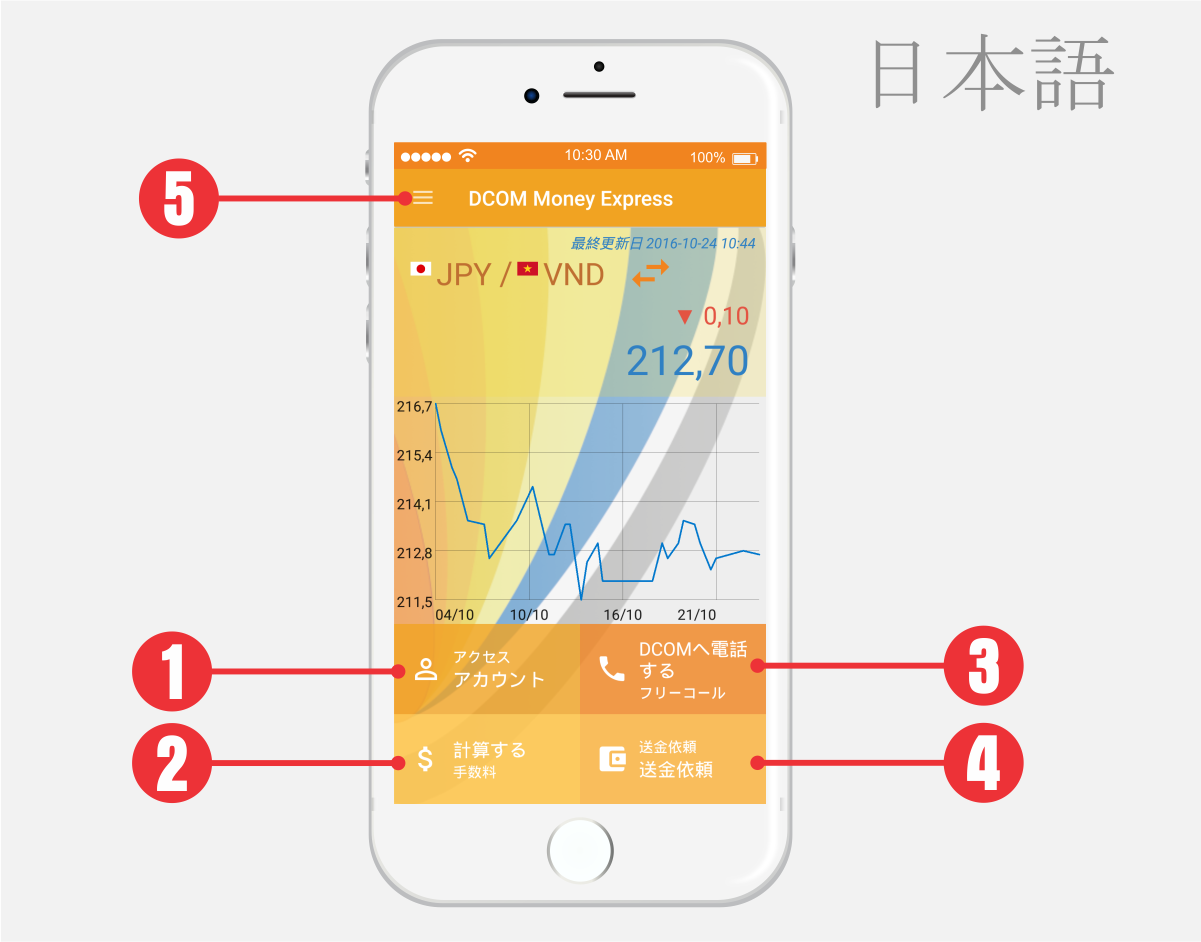 日本語
10:30 AM 100%
5
DCOM Money Express
最終更新日 2016-10-24 10:44
JPY / VND
▼ 0,10
212,70
216,7
215,4
214,1
212,8
211,5
04/10 10/10 16/10 21/10
1
アクセス
アカウント
DCOMへ電話
する
フリーコール
3
2
計算する
手数料
送金依頼
送金依頼
4